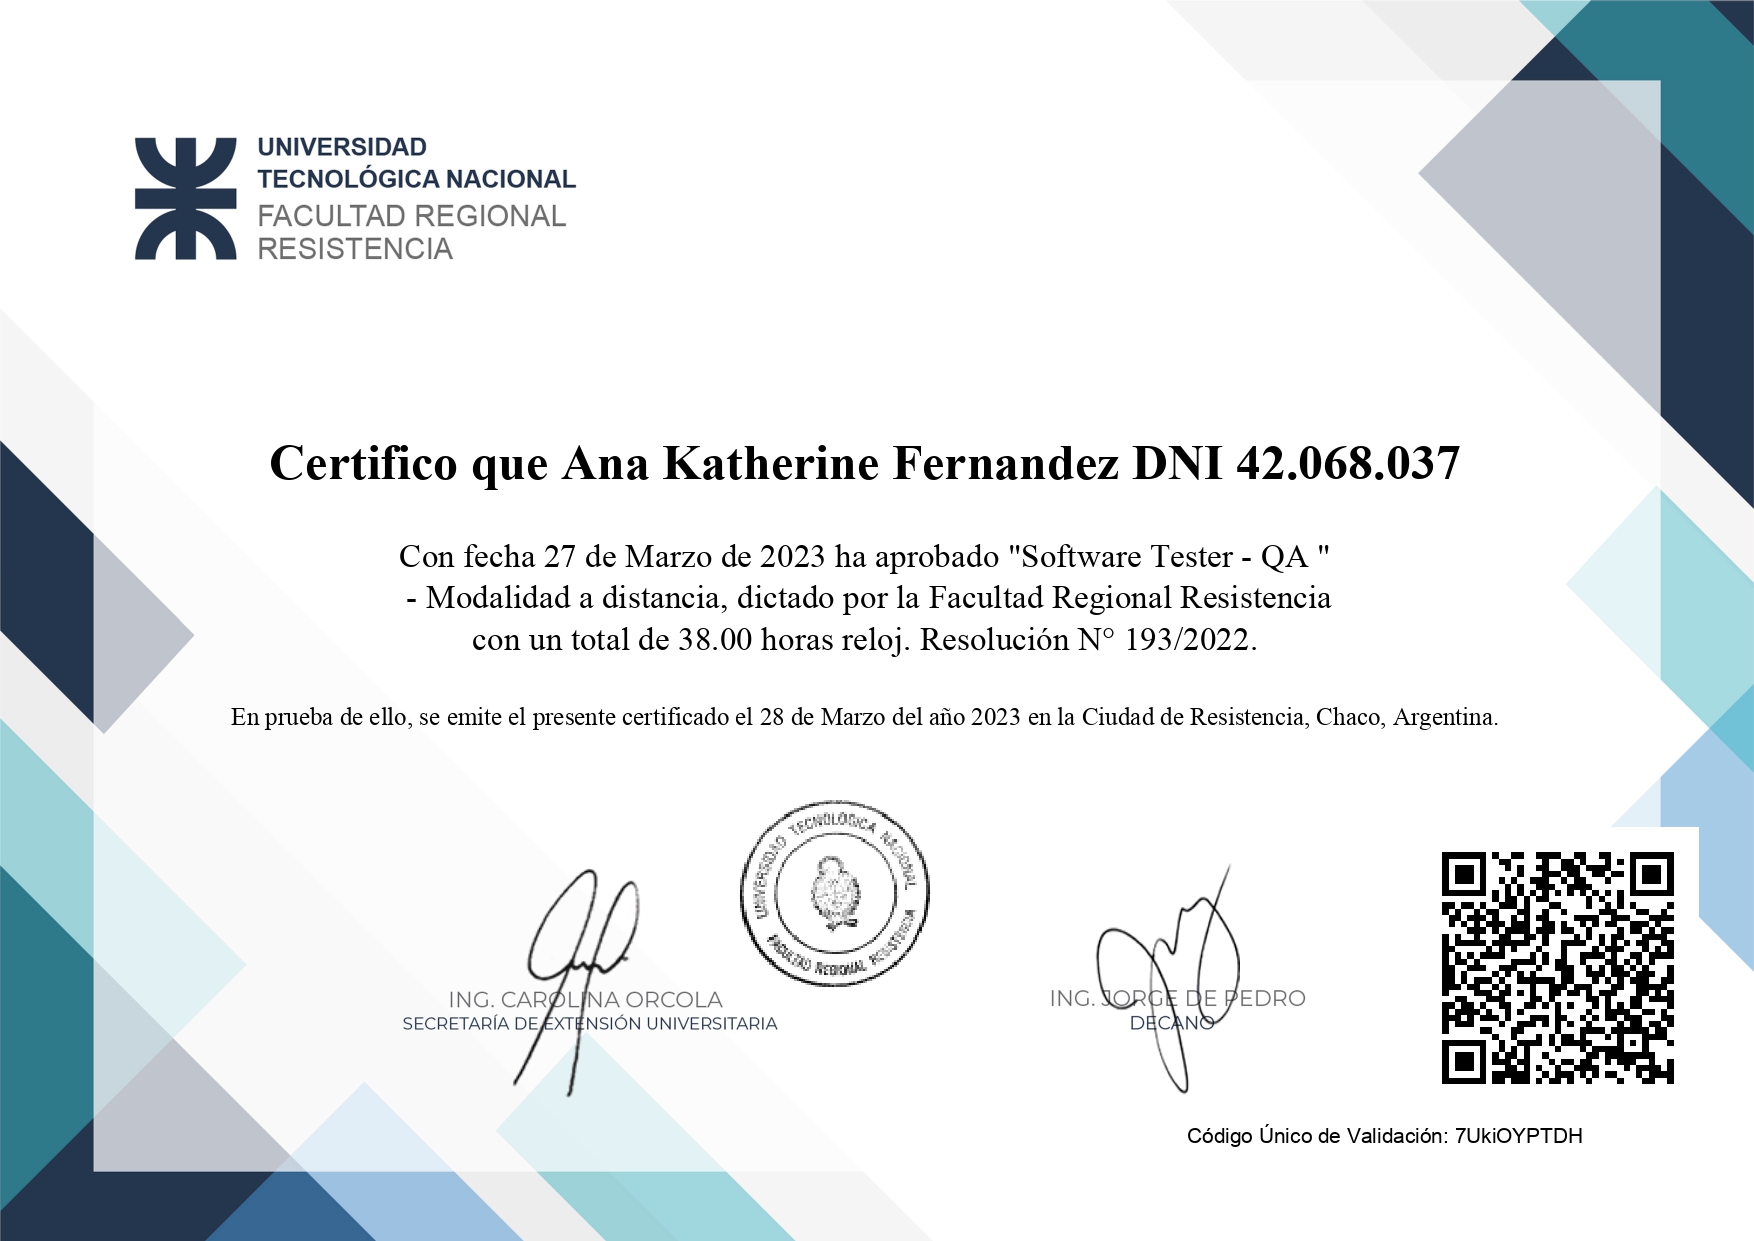 UNIVERSIDAD
TECNOLÓGICA NACIONAL
FACULTAD REGIONAL
RESISTENCIA
Certifico que Ana Katherine Fernandez DNI 42.068.037
Con fecha 27 de Marzo de 2023 ha aprobado "Software Tester - QA "
- Modalidad a distancia, dictado por la Facultad Regional Resistencia
con un total de 38.00 horas reloj. Resolución N° 193/2022.
En prueba de ello, se emite el presente certificado el 28 de Marzo del año 2023 en la Ciudad de Resistencia, Chaco, Argentina.
UNIVERSIDAD TECNOLÓGICA NACIONAL
FACULTAD REGIONAL RESISTENCIA
ING. CAROLINA ORCOLA
SECRETARÍA DE EXTENSIÓN UNIVERSITARIA
ING. JORGE DE PEDRO
DECANO
Código Único de Validación: 7UkiOYPTDH